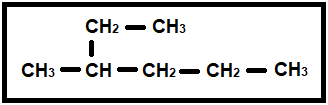 CH₂ — CH₃
CH₃ — CH — CH₂ — CH₂ — CH₃